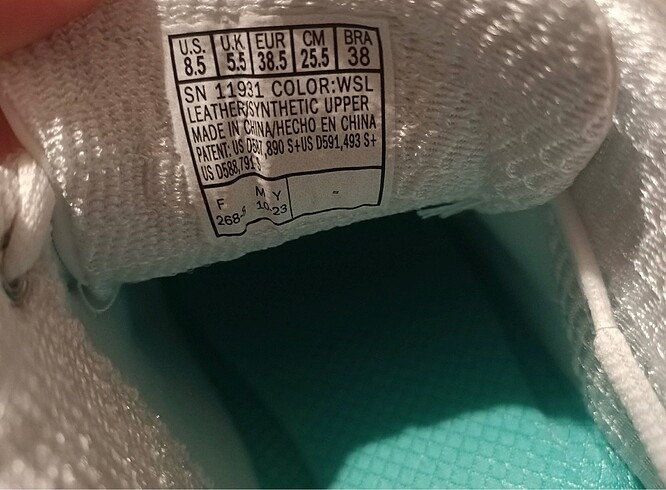 U.S. U.K EUR CM BRA
8.5 5.5 38.5 25.5 38
SN 11931 COLOR:WSL
LEATHER/SYNTHETIC UPPER
MADE IN CHINA/HECHO EN CHINA
PATENT: US D587,890 S+US D591,493 S+
US D588,791 S
F M Y ~
10.23